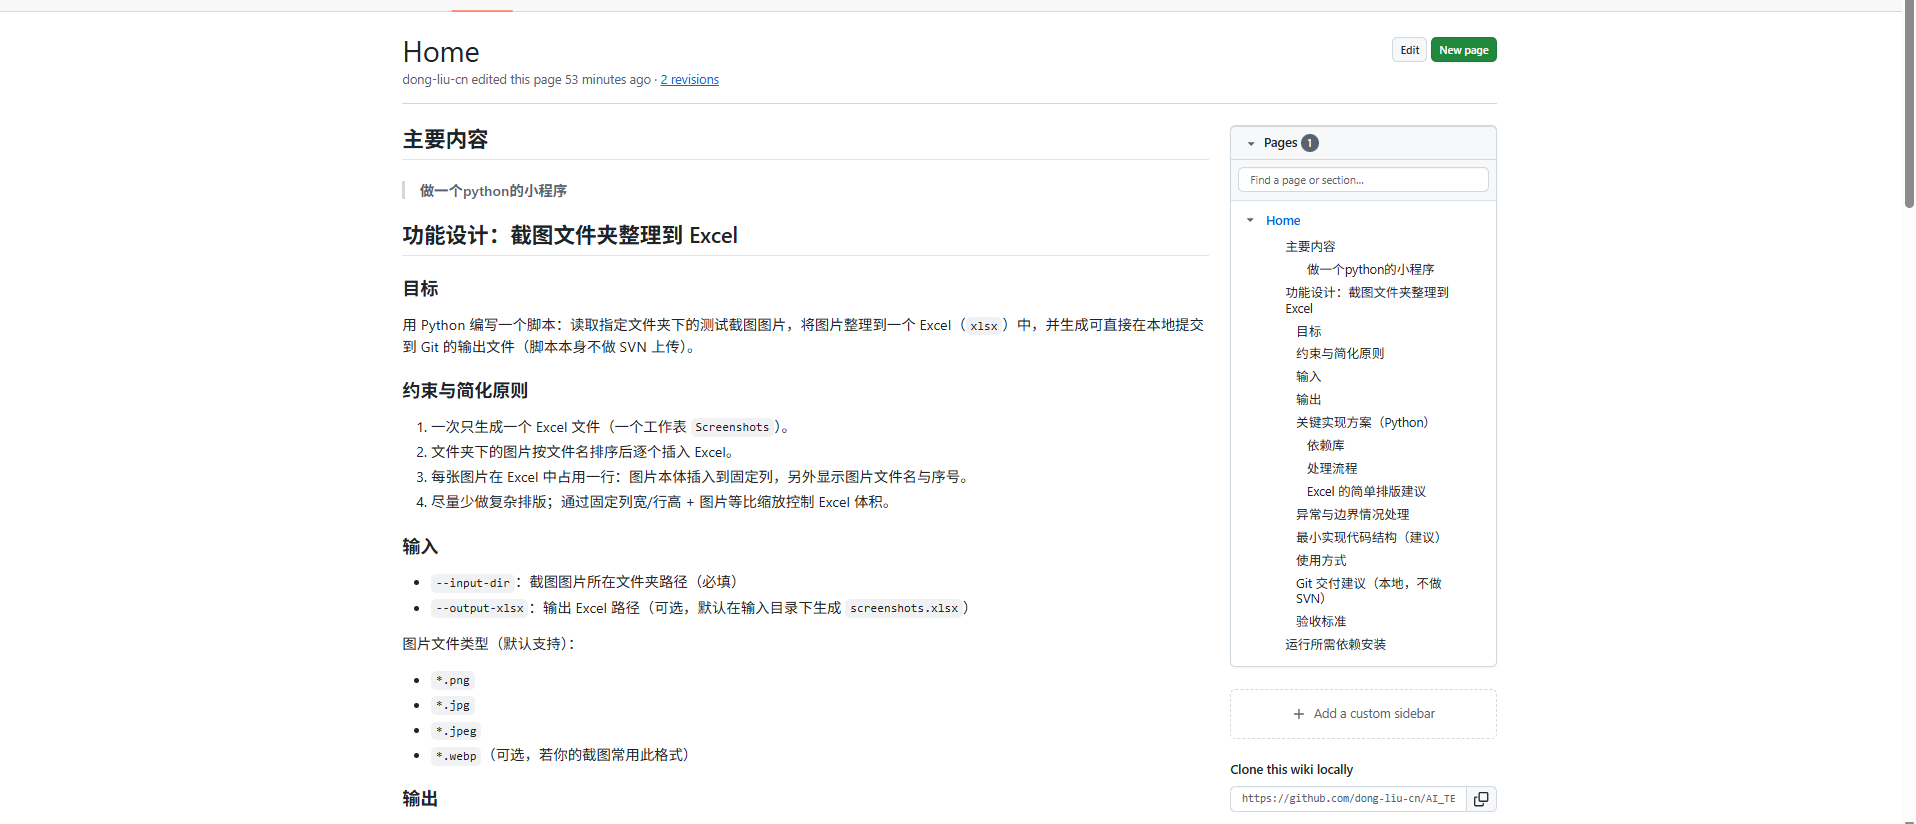 Home
Edit
New page
dong-liu-cn edited this page 53 minutes ago · 2 revisions
主要内容
做一个python的小程序
功能设计：截图文件夹整理到 Excel
目标
用 Python 编写一个脚本：读取指定文件夹下的测试截图图片，将图片整理到一个 Excel（ xlsx ）中，并生成可直接在本地提交
到 Git 的输出文件（脚本本身不做 SVN 上传）。
约束与简化原则
1. 一次只生成一个 Excel 文件（一个工作表 Screenshots ）。
2. 文件夹下的图片按文件名排序后逐个插入 Excel。
3. 每张图片在 Excel 中占用一行：图片本体插入到固定列，另外显示图片文件名与序号。
4. 尽量少做复杂排版；通过固定列宽/行高 + 图片等比缩放控制 Excel 体积。
输入
--input-dir ：截图图片所在文件夹路径（必填）
--output-xlsx ：输出 Excel 路径（可选，默认在输入目录下生成 screenshots.xlsx ）
图片文件类型（默认支持）：
*.png
*.jpg
*.jpeg
*.webp （可选，若你的截图常用此格式）
输出
Pages 1
Find a page or section...
Home
主要内容
做一个python的小程序
功能设计：截图文件夹整理到
Excel
目标
约束与简化原则
输入
输出
关键实现方案（Python）
依赖库
处理流程
Excel 的简单排版建议
异常与边界情况处理
最小实现代码结构（建议）
使用方式
Git 交付建议（本地，不做
SVN）
验收标准
运行所需依赖安装
+ Add a custom sidebar
Clone this wiki locally
https://github.com/dong-liu-cn/AI_TE